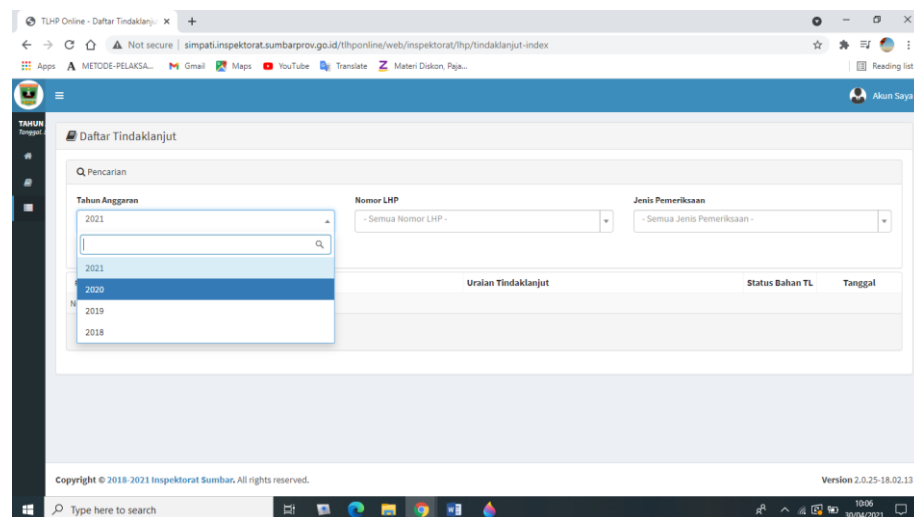 TLHP Online - Daftar Tindaklanju
Not secure | simpati.inspektorat.sumbarprov.go.id/tlhponline/web/inspektorat/lhp/tindaklanjut-index
Apps METODE-PELAKSA... Gmail Maps YouTube Translate Materi Diskon, Paja... Reading list
Akun Saya
TAHUN
Tanggal
Daftar Tindaklanjut
Pencarian
Tahun Anggaran Nomor LHP Jenis Pemeriksaan
2021 - Semua Nomor LHP - - Semua Jenis Pemeriksaan -
2021
2020
2019
2018
Uraian Tindaklanjut Status Bahan TL Tanggal
Copyright © 2018-2021 Inspektorat Sumbar. All rights reserved. Version 2.0.25-18.02.13
Type here to search
10:06
30/04/2021